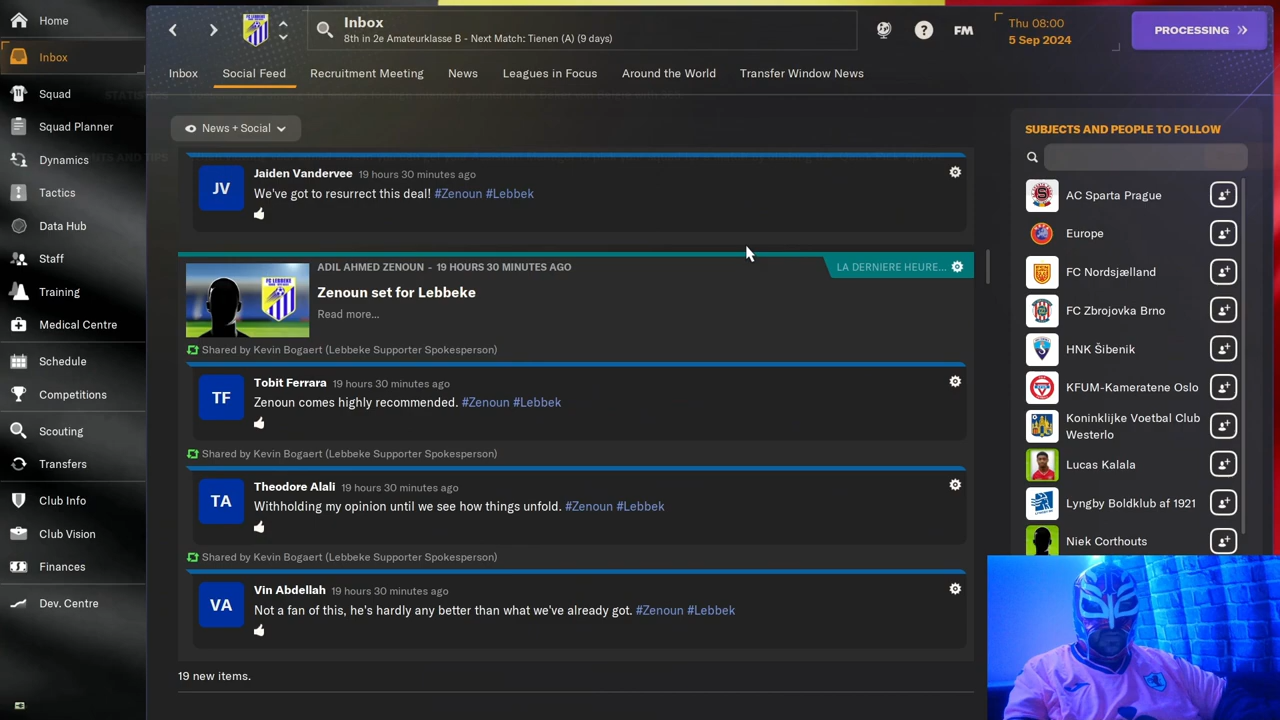 Home
Inbox
Squad
Squad Planner
Dynamics
Tactics
Data Hub
Staff
Training
Medical Centre
Schedule
Competitions
Scouting
Transfers
Club Info
Club Vision
Finances
Dev. Centre
FC LEBBEKE
Inbox
8th in 2e Amateurklasse B - Next Match: Tienen (A) (9 days)
?
FM
Thu 08:00
5 Sep 2024
PROCESSING
Inbox
Social Feed
Recruitment Meeting
News
Leagues in Focus
Around the World
Transfer Window News
News + Social
JV
Jaiden Vandervee 19 hours 30 minutes ago
We've got to resurrect this deal! #Zenoun #Lebbek
ADIL AHMED ZENOUN - 19 HOURS 30 MINUTES AGO
LA DERNIERE HEURE...
FC LEBBEKE
Zenoun set for Lebbeke
Read more...
Shared by Kevin Bogaert (Lebbeke Supporter Spokesperson)
TF
Tobit Ferrara 19 hours 30 minutes ago
Zenoun comes highly recommended. #Zenoun #Lebbek
Shared by Kevin Bogaert (Lebbeke Supporter Spokesperson)
TA
Theodore Alali 19 hours 30 minutes ago
Withholding my opinion until we see how things unfold. #Zenoun #Lebbek
Shared by Kevin Bogaert (Lebbeke Supporter Spokesperson)
VA
Vin Abdellah 19 hours 30 minutes ago
Not a fan of this, he's hardly any better than what we've already got. #Zenoun #Lebbek
19 new items.
SUBJECTS AND PEOPLE TO FOLLOW
AC Sparta Prague
Europe
FC Nordsjælland
FC Zbrojovka Brno
HNK Šibenik
KFUM-Kameratene Oslo
Koninklijke Voetbal Club
Westerlo
Lucas Kalala
Lyngby Boldklub af 1921
Niek Corthouts